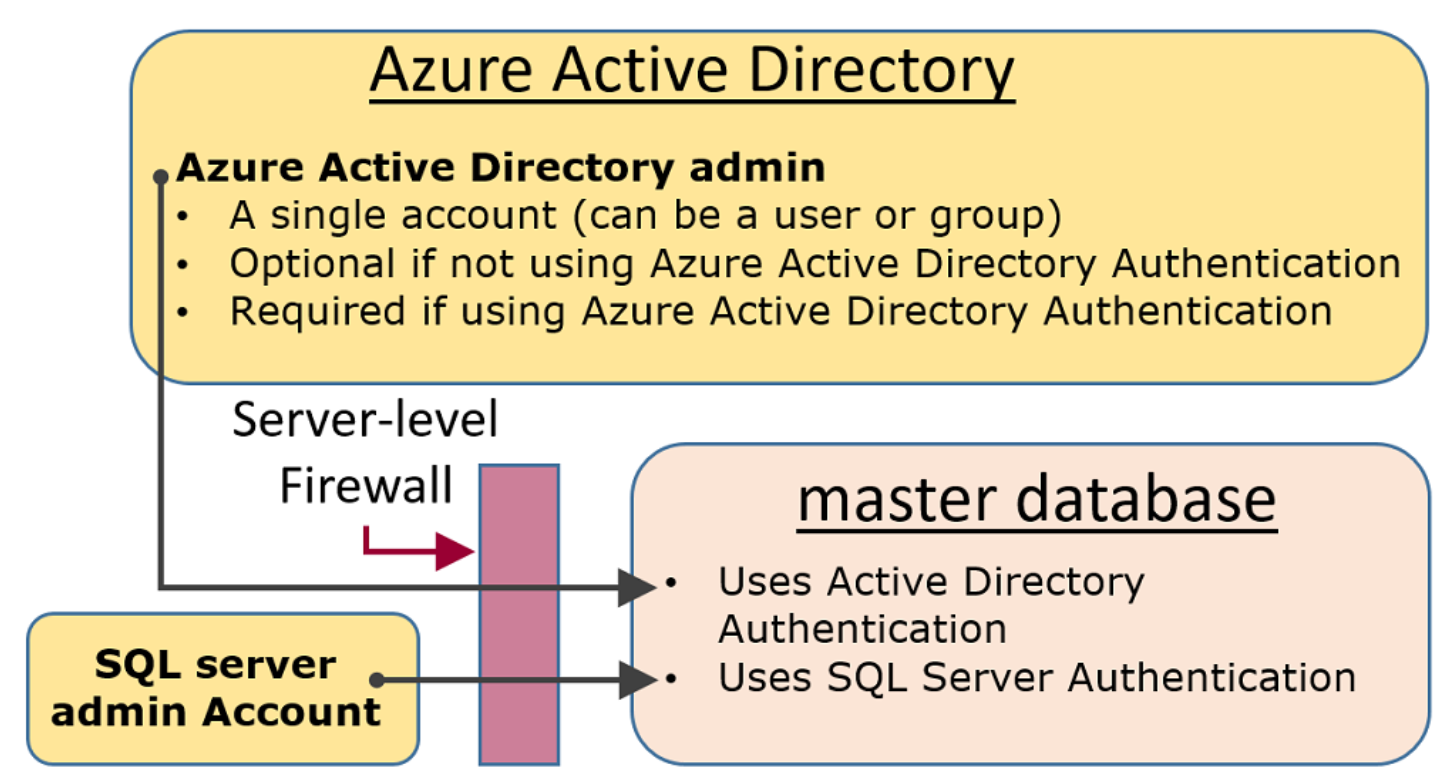 Azure Active Directory
Azure Active Directory admin
• A single account (can be a user or group)
• Optional if not using Azure Active Directory Authentication
• Required if using Azure Active Directory Authentication
Server-level
Firewall
master database
• Uses Active Directory
Authentication
• Uses SQL Server Authentication
SQL server
admin Account